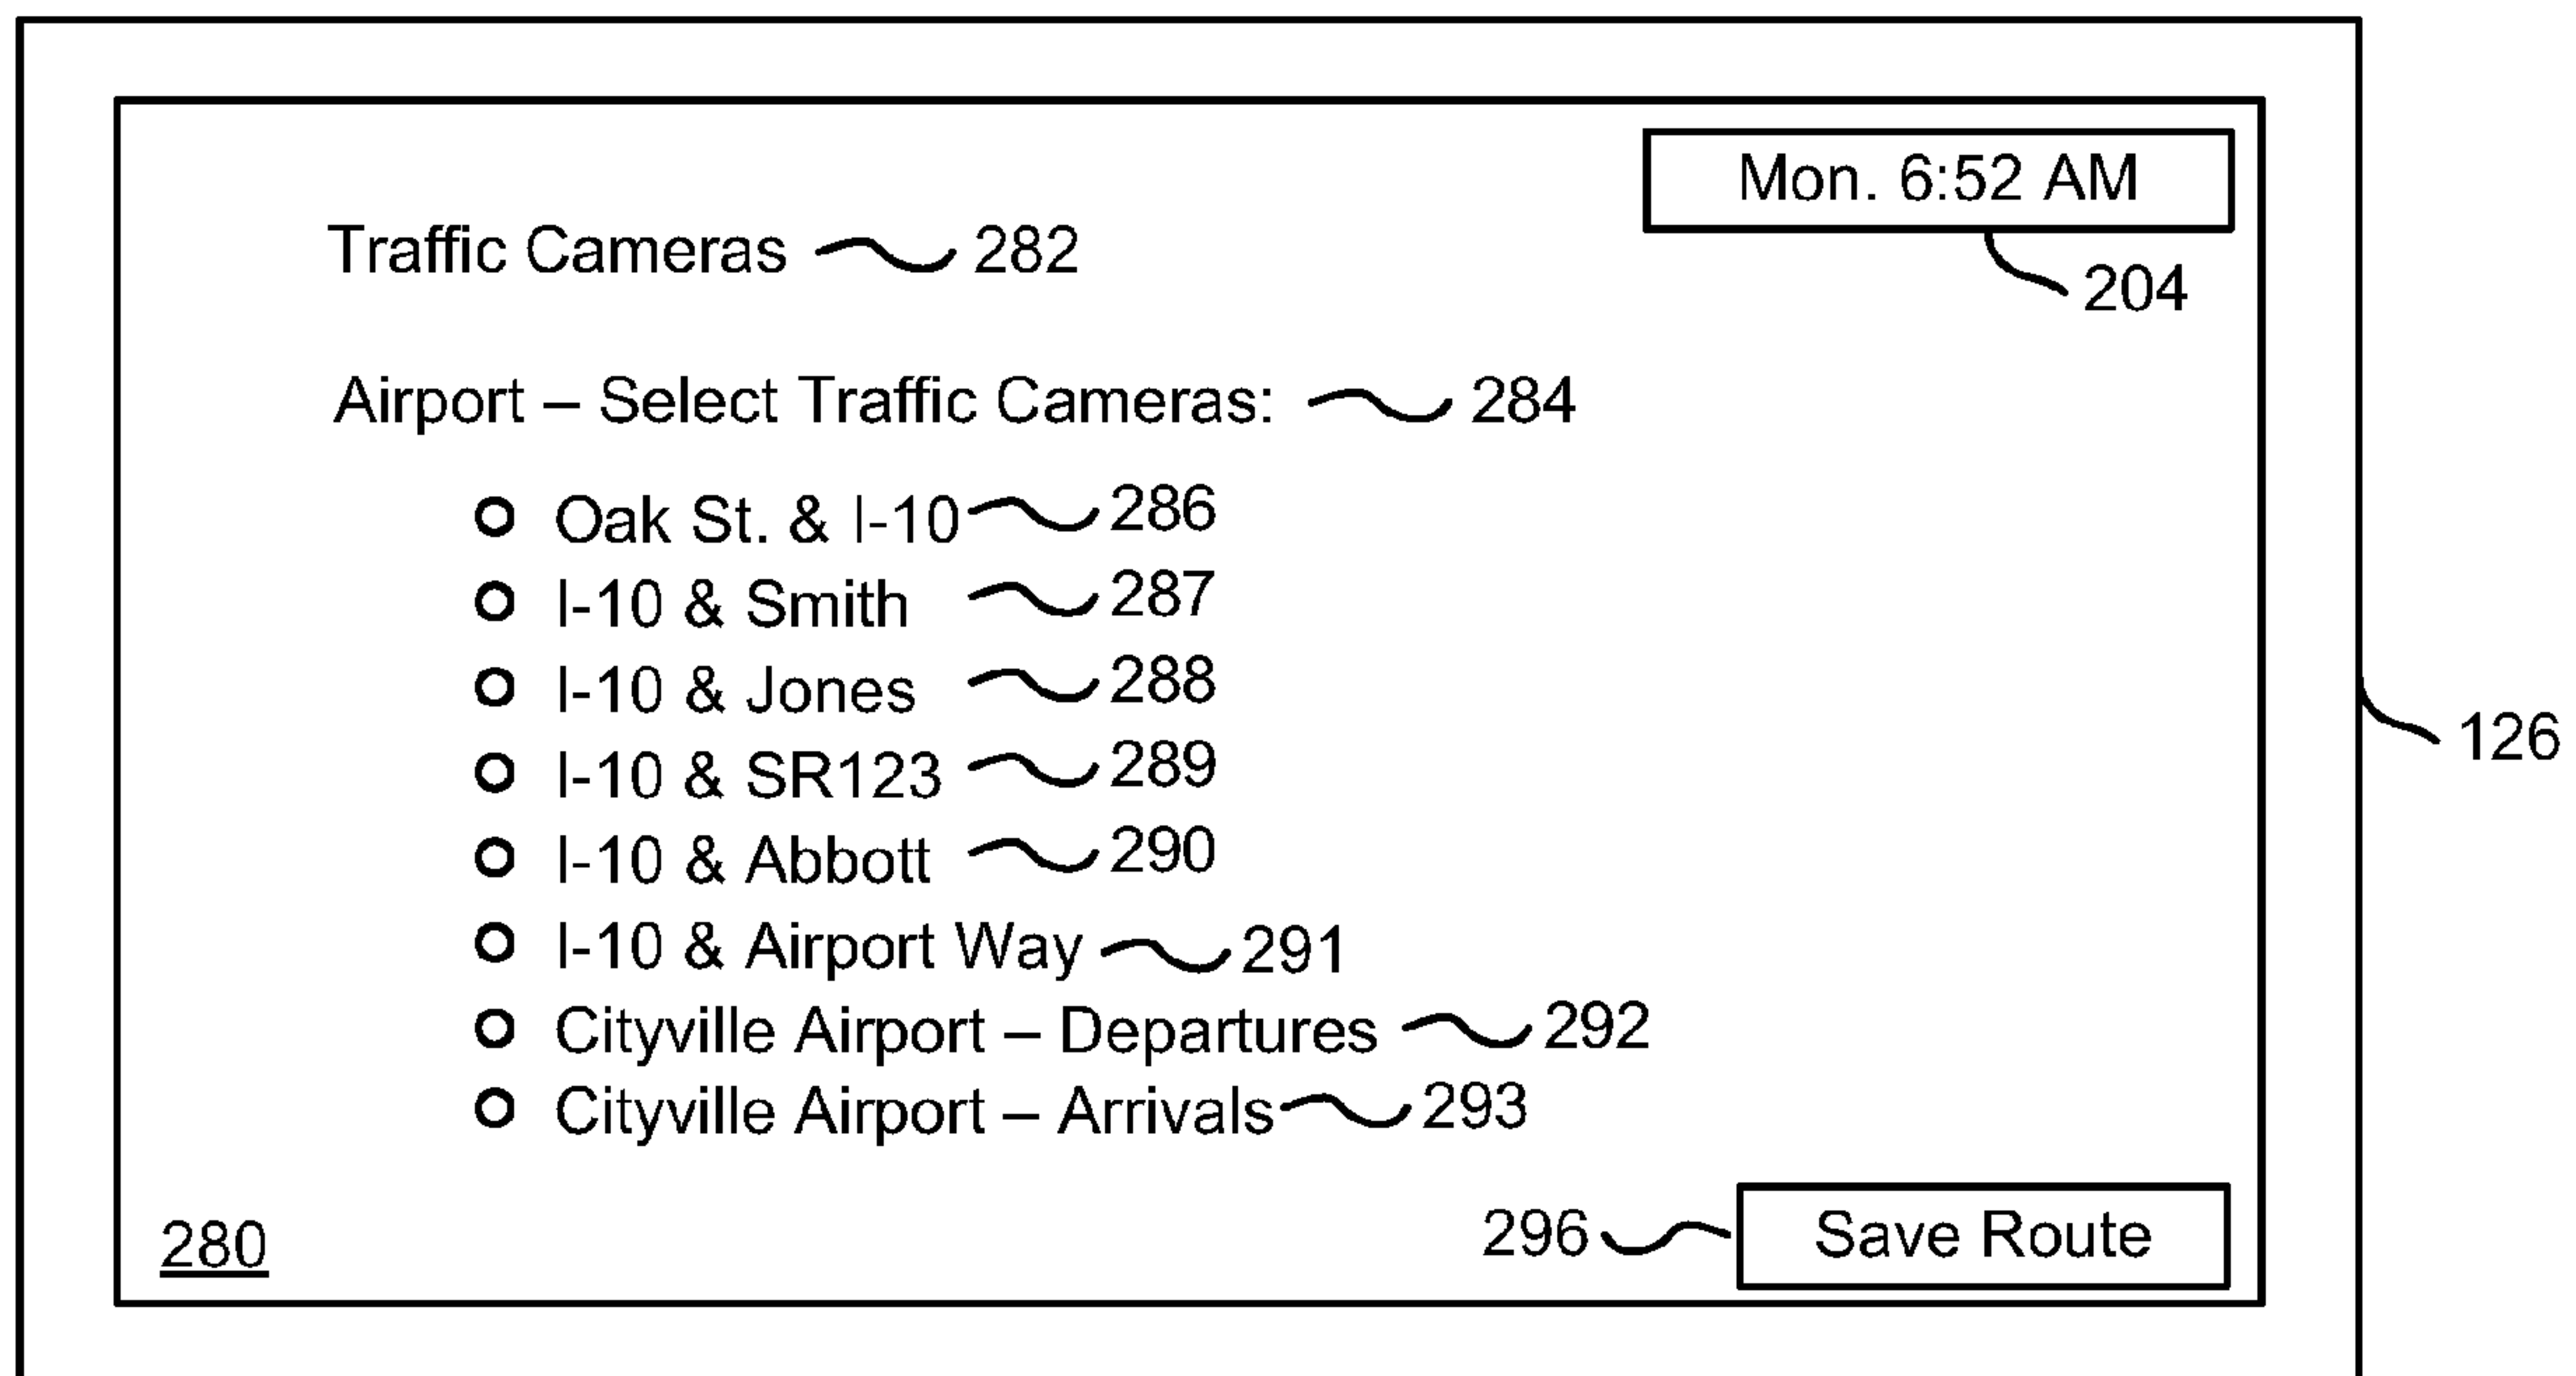 Mon. 6:52 AM
Traffic Cameras 282
204
Airport – Select Traffic Cameras: 284
Oak St. & I-10 286
I-10 & Smith 287
I-10 & Jones 288
126
I-10 & SR123 289
I-10 & Abbott 290
I-10 & Airport Way 291
Cityville Airport – Departures 292
Cityville Airport – Arrivals 293
280
296 Save Route